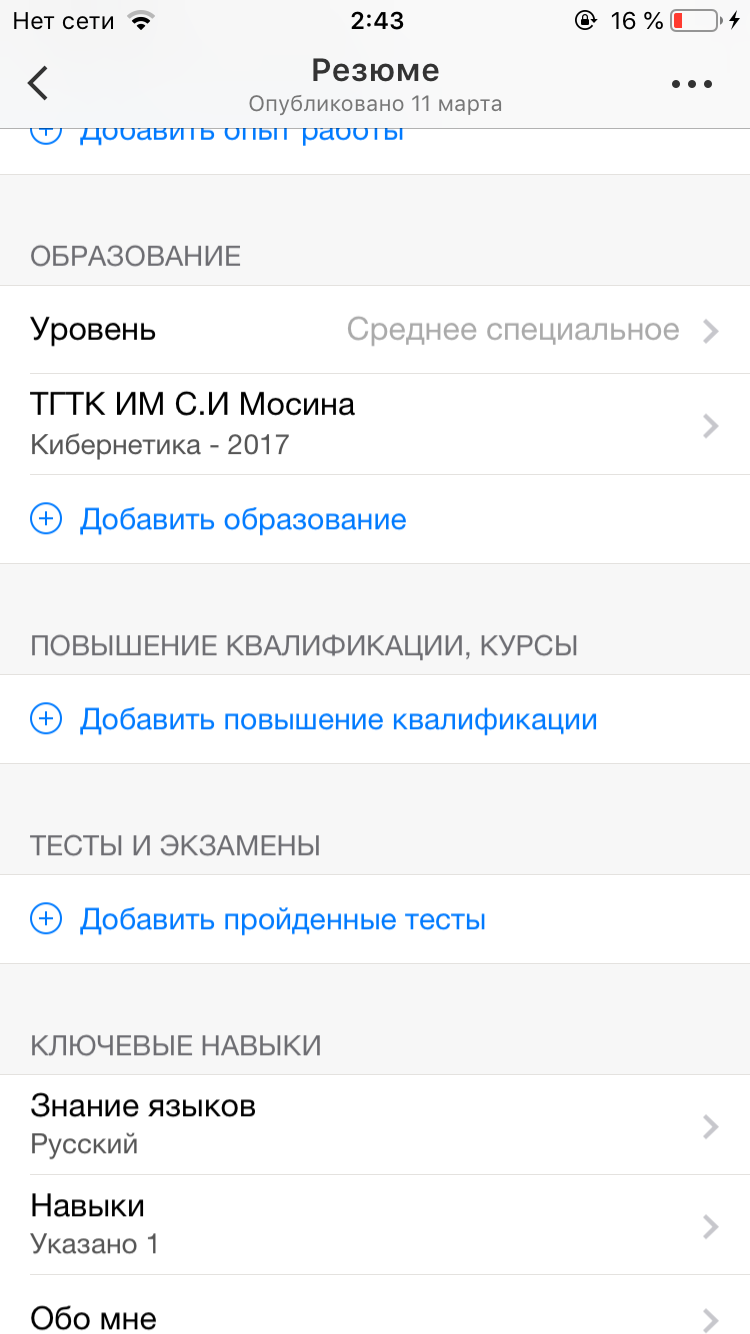 Нет сети 2:43 16 %
Резюме
Опубликовано 11 марта
Добавить опыт работы
ОБРАЗОВАНИЕ
Уровень Среднее специальное
ТГТК ИМ С.И Мосина
Кибернетика - 2017
Добавить образование
ПОВЫШЕНИЕ КВАЛИФИКАЦИИ, КУРСЫ
Добавить повышение квалификации
ТЕСТЫ И ЭКЗАМЕНЫ
Добавить пройденные тесты
КЛЮЧЕВЫЕ НАВЫКИ
Знание языков
Русский
Навыки
Указано 1
Обо мне